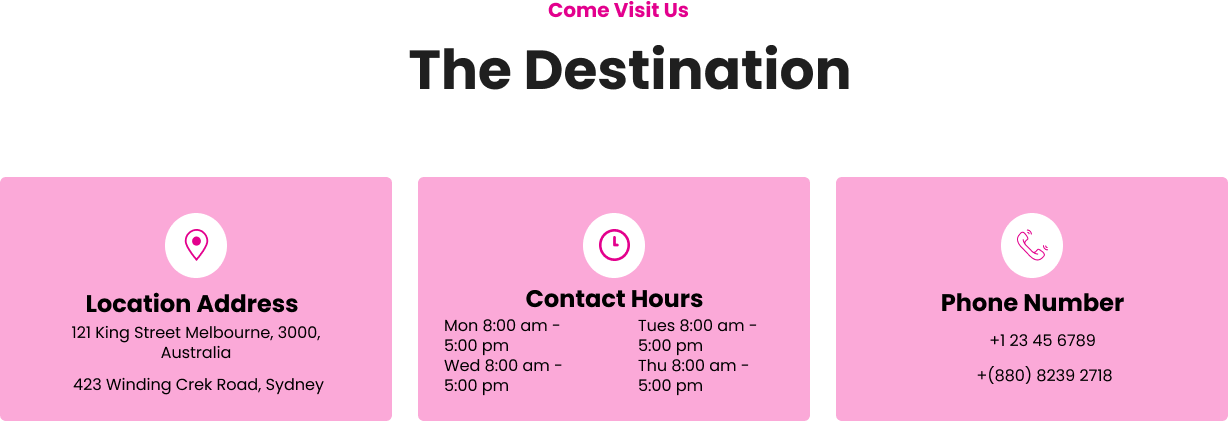 Come Visit Us
The Destination
Location Address
121 King Street Melbourne, 3000,
Australia
423 Winding Crek Road, Sydney
Contact Hours
Mon 8:00 am -
5:00 pm
Tues 8:00 am -
5:00 pm
Wed 8:00 am -
5:00 pm
Thu 8:00 am -
5:00 pm
Phone Number
+1 23 45 6789
+(880) 8239 2718